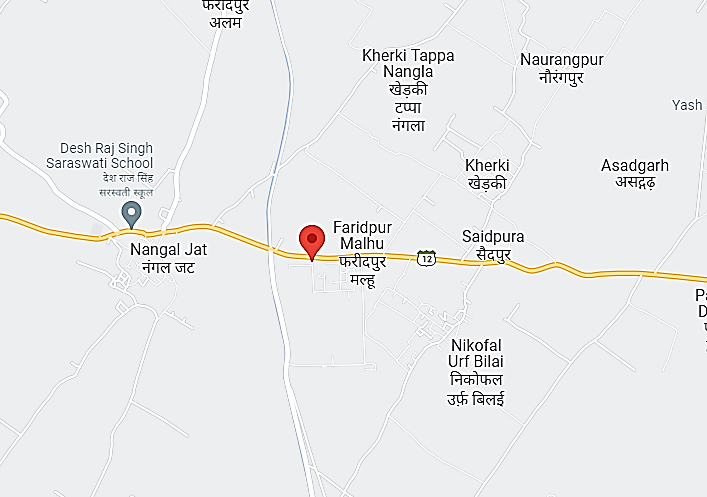 फरीदपुर
अलम
Kherki Tappa
Nangla
खेड़की
टप्पा
नंगला
Naurangpur
नौरंगपुर
Yash
Desh Raj Singh
Saraswati School
देश राज सिंह
सरस्वती स्कूल
Kherki
खेड़की
Asadgarh
असद्गढ़
Nangal Jat
नंगल जट
Faridpur
Malhu
फरीदपुर
मल्हू
12
Saidpura
सैदपुर
Nikofal
Urf Bilai
निकोफल
उर्फ़ बिलई